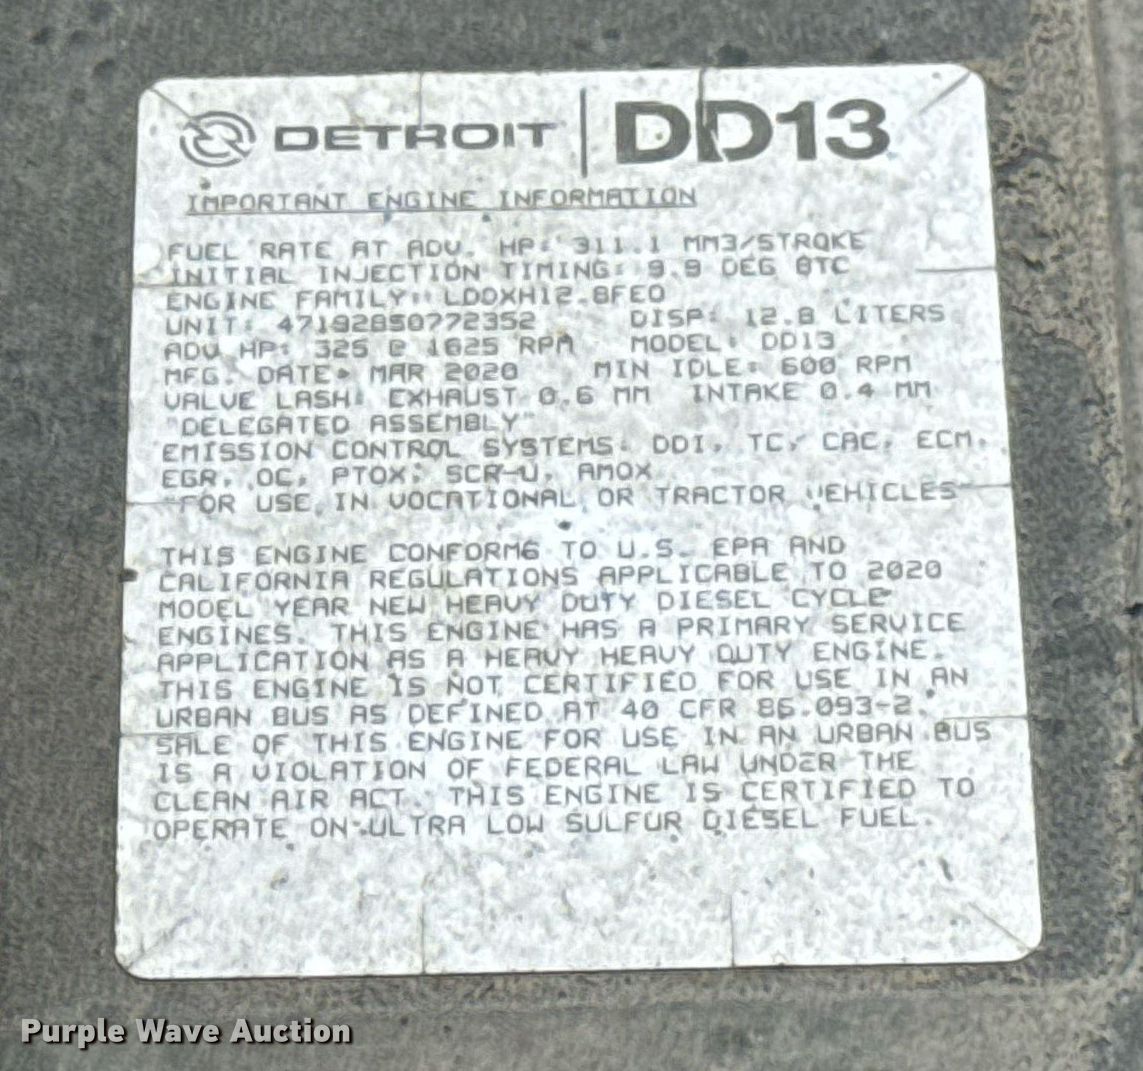 DETROIT | DD13
IMPORTANT ENGINE INFORMATION
FUEL RATE AT ADV. HP: 311.1 MM3/STROKE
INITIAL INJECTION TIMING: 9.9 DEG BTC
ENGINE FAMILY: LDDXH12.8FED
UNIT: 47192850772352 DISP: 12.8 LITERS
ADV HP: 325 @ 1625 RPM MODEL: DD13
MFG. DATE: MAR 2020 MIN IDLE: 600 RPM
VALVE LASH: EXHAUST 0.6 MM INTAKE 0.4 MM
"DELEGATED ASSEMBLY"
EMISSION CONTROL SYSTEMS: DDI, TC, CAC, ECM,
EGR, OC, PTOX, SCR-U, AMOX
"FOR USE IN VOCATIONAL OR TRACTOR VEHICLES"
THIS ENGINE CONFORMS TO U.S. EPA AND
CALIFORNIA REGULATIONS APPLICABLE TO 2020
MODEL YEAR NEW HEAVY DUTY DIESEL CYCLE
ENGINES. THIS ENGINE HAS A PRIMARY SERVICE
APPLICATION AS A HEAVY HEAVY DUTY ENGINE.
THIS ENGINE IS NOT CERTIFIED FOR USE IN AN
URBAN BUS AS DEFINED AT 40 CFR 86.093-2.
SALE OF THIS ENGINE FOR USE IN AN URBAN BUS
IS A VIOLATION OF FEDERAL LAW UNDER THE
CLEAN AIR ACT. THIS ENGINE IS CERTIFIED TO
OPERATE ON ULTRA LOW SULFUR DIESEL FUEL.
Purple Wave Auction